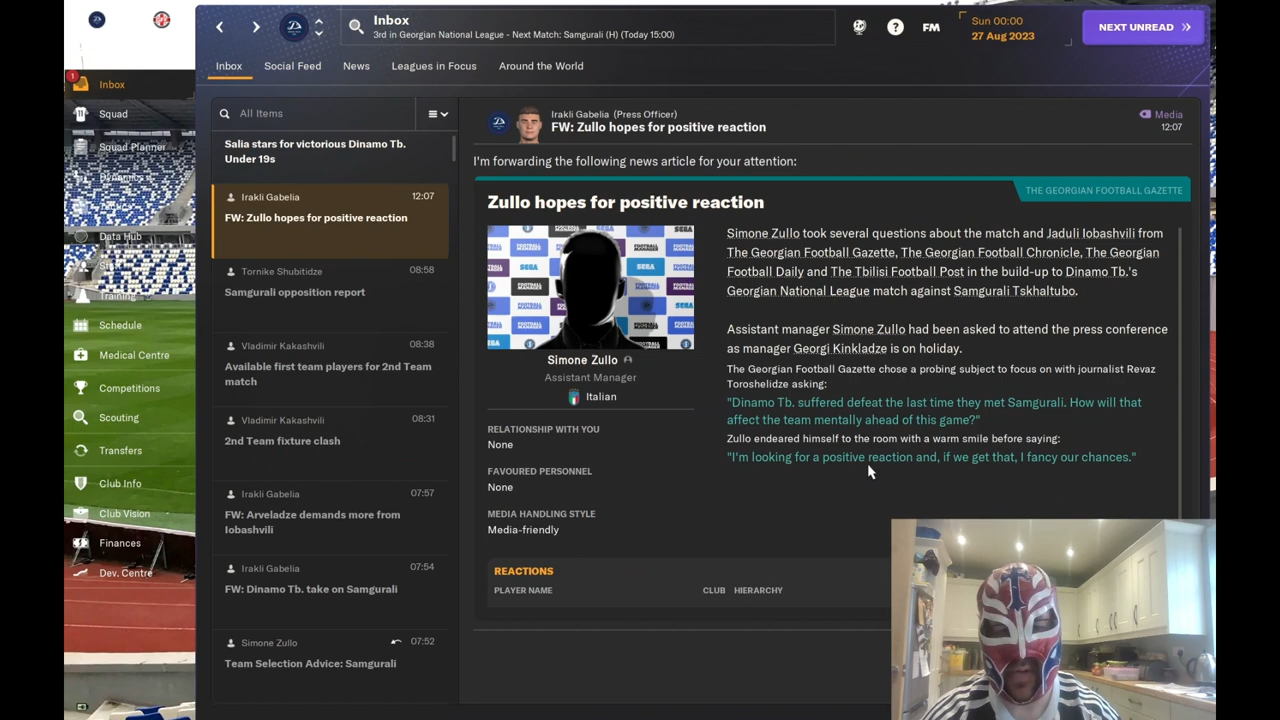 Inbox
3rd in Georgian National League - Next Match: Samgurali (H) (Today 15:00)
FM
Sun 00:00
27 Aug 2023
NEXT UNREAD
Inbox
Social Feed
News
Leagues in Focus
Around the World
1
Inbox
Squad
Squad Planner
Dynamics
Data Hub
Training
Schedule
Medical Centre
Competitions
Scouting
Transfers
Club Info
Club Vision
Finances
Dev. Centre
All Items
Salia stars for victorious Dinamo Tb.
Under 19s
Irakli Gabelia 12:07
FW: Zullo hopes for positive reaction
Tornike Shubitidze 08:58
Samgurali opposition report
Vladimir Kakashvili 08:38
Available first team players for 2nd Team
match
Vladimir Kakashvili 08:31
2nd Team fixture clash
Irakli Gabelia 07:57
FW: Arveladze demands more from
Iobashvili
Irakli Gabelia 07:54
FW: Dinamo Tb. take on Samgurali
Simone Zullo 07:52
Team Selection Advice: Samgurali
Irakli Gabelia (Press Officer)
FW: Zullo hopes for positive reaction
Media
12:07
I'm forwarding the following news article for your attention:
THE GEORGIAN FOOTBALL GAZETTE
Zullo hopes for positive reaction
Simone Zullo
Assistant Manager
Italian
RELATIONSHIP WITH YOU
None
FAVOURED PERSONNEL
None
MEDIA HANDLING STYLE
Media-friendly
Simone Zullo took several questions about the match and Jaduli Iobashvili from
The Georgian Football Gazette, The Georgian Football Chronicle, The Georgian
Football Daily and The Tbilisi Football Post in the build-up to Dinamo Tb.'s
Georgian National League match against Samgurali Tskhaltubo.
Assistant manager Simone Zullo had been asked to attend the press conference
as manager Georgi Kinkladze is on holiday.
The Georgian Football Gazette chose a probing subject to focus on with journalist Revaz
Toroshelidze asking:
"Dinamo Tb. suffered defeat the last time they met Samgurali. How will that
affect the team mentally ahead of this game?"
Zullo endeared himself to the room with a warm smile before saying:
"I'm looking for a positive reaction and, if we get that, I fancy our chances."
REACTIONS
PLAYER NAME
CLUB
HIERARCHY